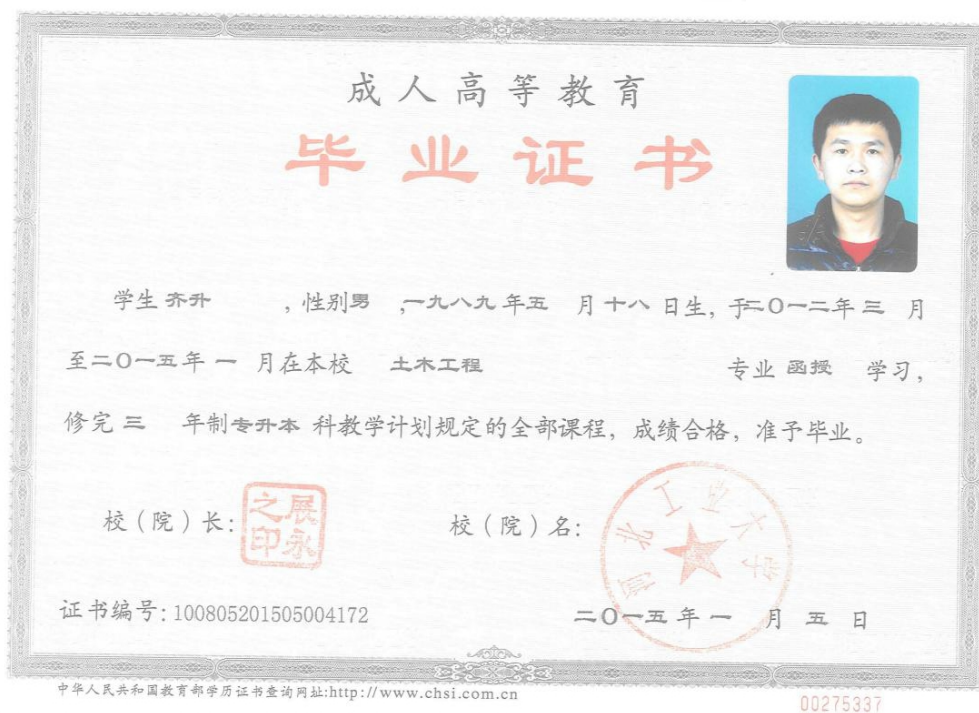 成人高等教育
毕业证书
学生 齐升 ，性别男 ，一九八九年五 月十八日生，于二〇一二年三 月
至二〇一五年 一 月在本校 土木工程 专业 函授 学习，
修完 三 年制专升本 科教学计划规定的全部课程，成绩合格，准予毕业。
校（院）长： 展永之印
校（院）名： 河北工业大学
证书编号：100805201505004172
二〇一五年 一 月 五 日
中华人民共和国教育部学历证书查询网址:http://www.chsi.com.cn
00275337